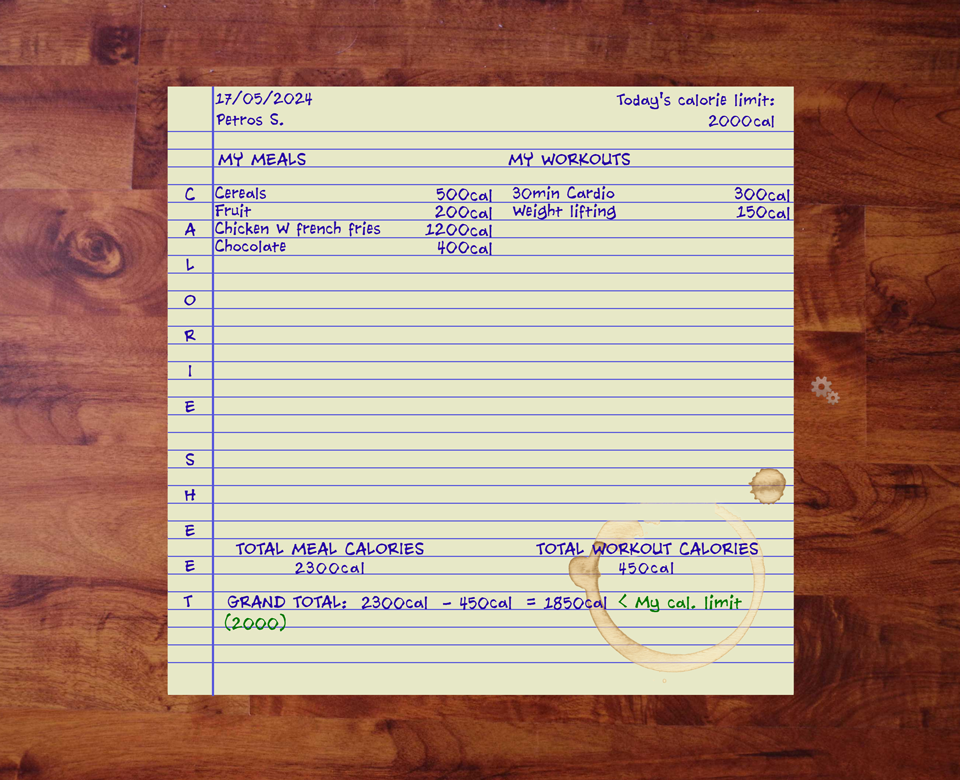 17/05/2024
Today's calorie limit:
Petros S.
2000cal
MY MEALS
MY WORKOUTS
CALORIE SHEET
Cereals 500cal 30min Cardio 300cal
Fruit 200cal Weight lifting 150cal
Chicken W french fries 1200cal
Chocolate 400cal
TOTAL MEAL CALORIES
TOTAL WORKOUT CALORIES
2300cal
450cal
GRAND TOTAL: 2300cal - 450cal = 1850cal < My cal. limit
(2000)